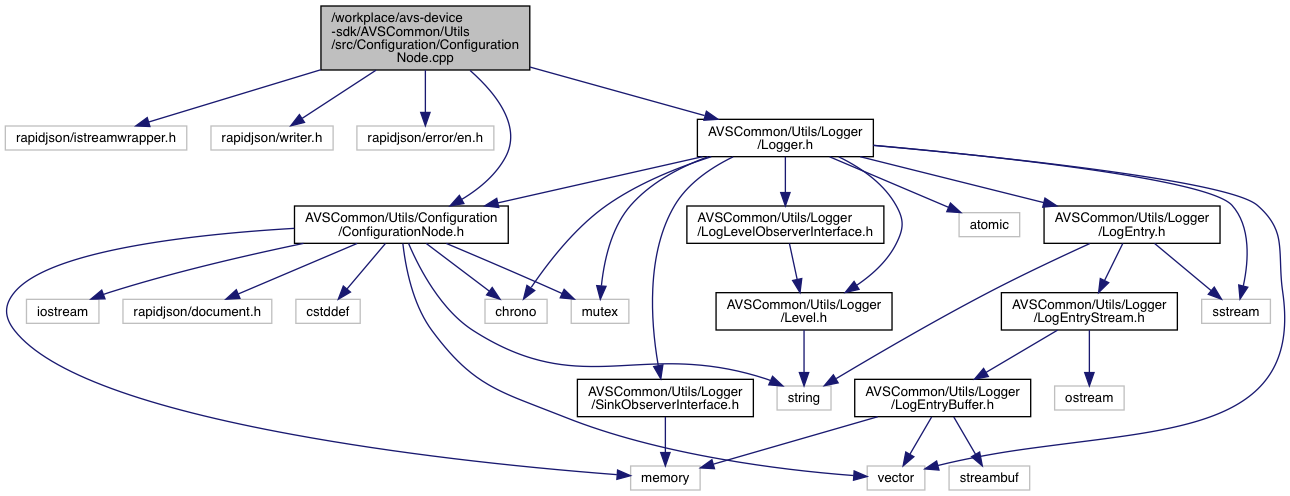 /workplace/avs-device
-sdk/AVSCommon/Utils
/src/Configuration/Configuration
Node.cpp
rapidjson/istreamwrapper.h
rapidjson/writer.h
rapidjson/error/en.h
AVSCommon/Utils/Logger
/Logger.h
AVSCommon/Utils/Configuration
/ConfigurationNode.h
AVSCommon/Utils/Logger
/LogLevelObserverInterface.h
atomic
AVSCommon/Utils/Logger
/LogEntry.h
iostream
rapidjson/document.h
cstddef
chrono
mutex
AVSCommon/Utils/Logger
/Level.h
AVSCommon/Utils/Logger
/LogEntryStream.h
sstream
AVSCommon/Utils/Logger
/SinkObserverInterface.h
string
AVSCommon/Utils/Logger
/LogEntryBuffer.h
ostream
memory
vector
streambuf